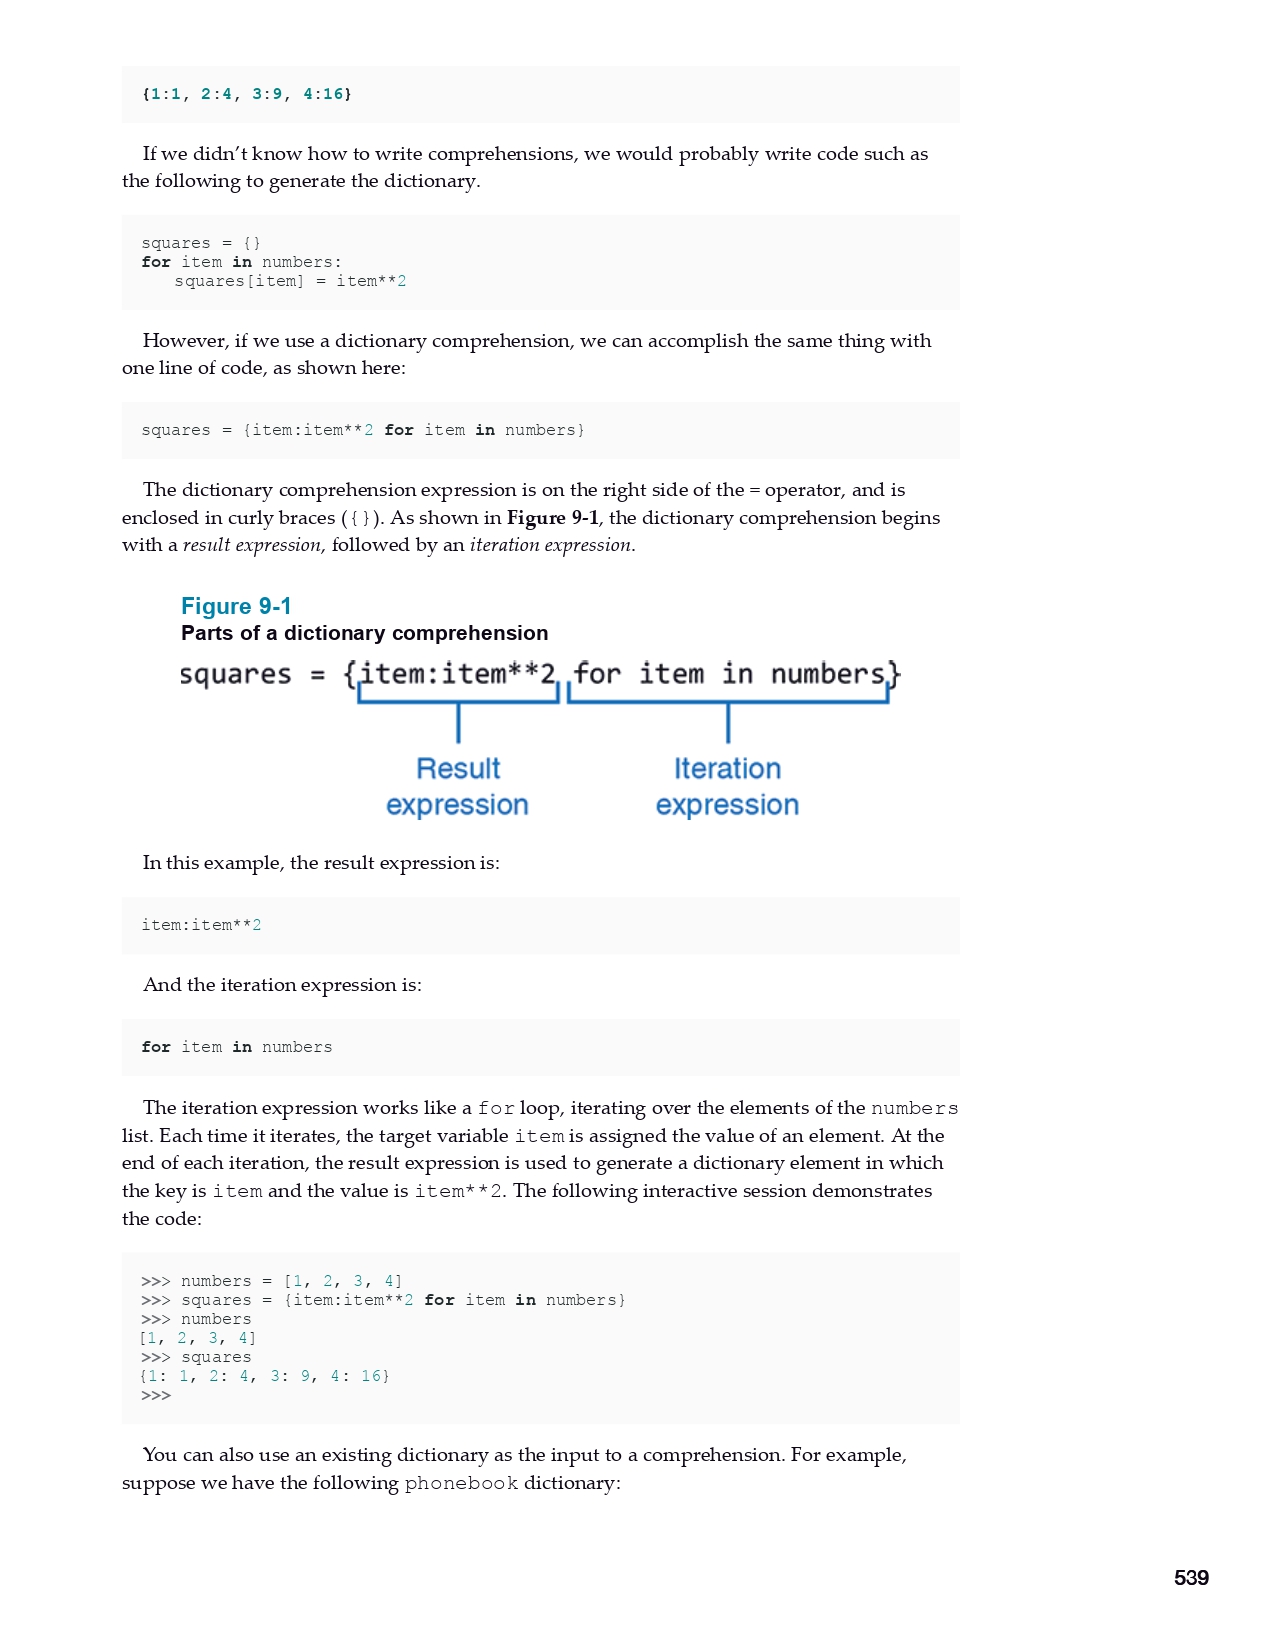 {1:1, 2:4, 3:9, 4:16}
If we didn’t know how to write comprehensions, we would probably write code such as
the following to generate the dictionary.
squares = {}
for item in numbers:
    squares[item] = item**2
However, if we use a dictionary comprehension, we can accomplish the same thing with
one line of code, as shown here:
squares = {item:item**2 for item in numbers}
The dictionary comprehension expression is on the right side of the = operator, and is
enclosed in curly braces ({}). As shown in Figure 9-1, the dictionary comprehension begins
with a result expression, followed by an iteration expression.
Figure 9-1
Parts of a dictionary comprehension
squares = {item:item**2 for item in numbers}
Result expression
Iteration expression
In this example, the result expression is:
item:item**2
And the iteration expression is:
for item in numbers
The iteration expression works like a for loop, iterating over the elements of the numbers
list. Each time it iterates, the target variable item is assigned the value of an element. At the
end of each iteration, the result expression is used to generate a dictionary element in which
the key is item and the value is item**2. The following interactive session demonstrates
the code:
>>> numbers = [1, 2, 3, 4]
>>> squares = {item:item**2 for item in numbers}
>>> numbers
[1, 2, 3, 4]
>>> squares
{1: 1, 2: 4, 3: 9, 4: 16}
>>>
You can also use an existing dictionary as the input to a comprehension. For example,
suppose we have the following phonebook dictionary:
539